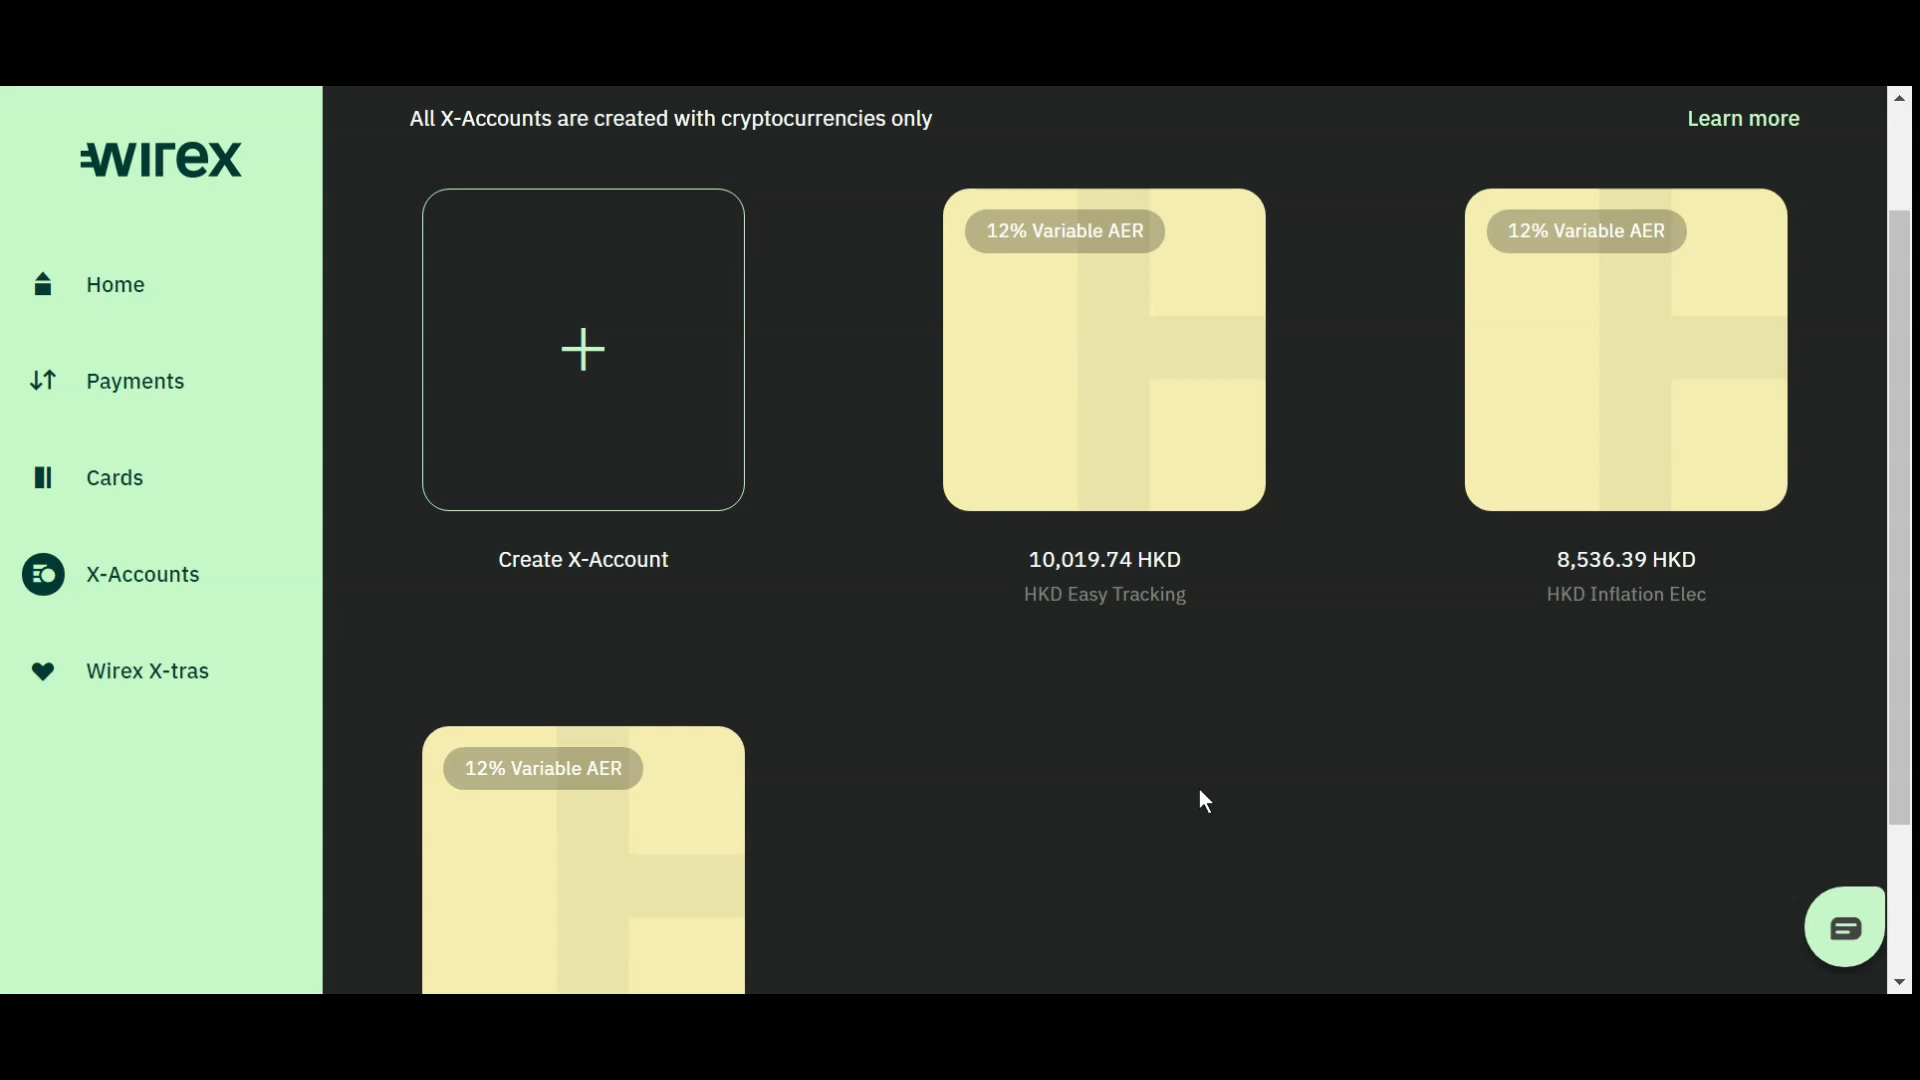 wirex
Home
Payments
Cards
X-Accounts
Wirex X-tras
All X-Accounts are created with cryptocurrencies only
Learn more
Create X-Account
12% Variable AER
10,019.74 HKD
HKD Easy Tracking
12% Variable AER
8,536.39 HKD
HKD Inflation Elec
12% Variable AER